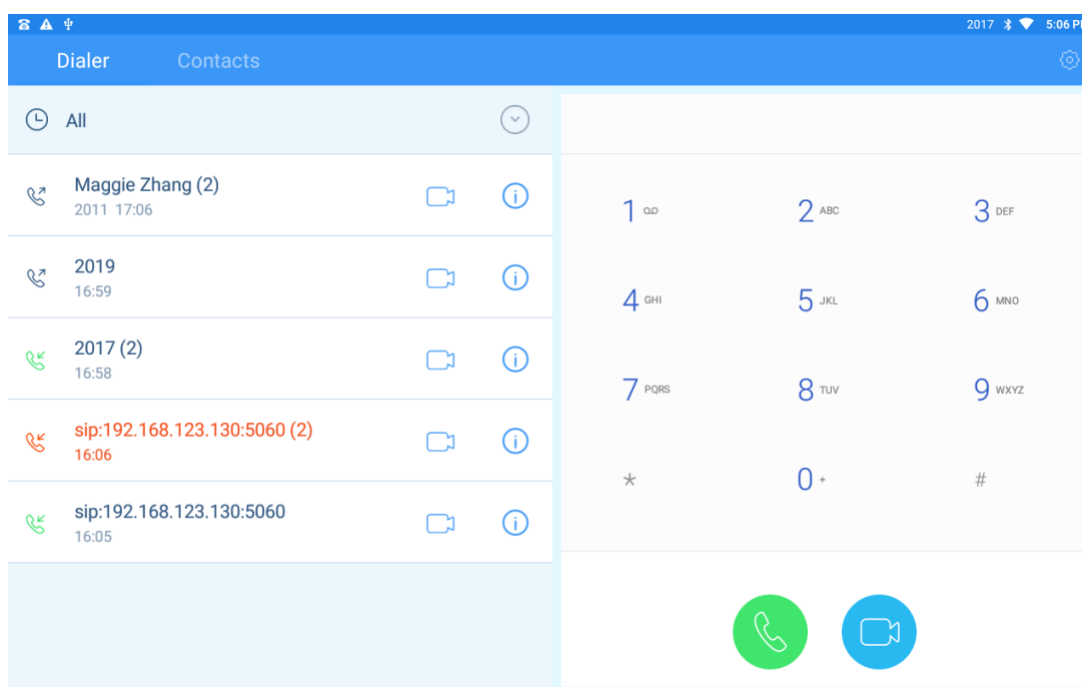 2017 5:06 P
Dialer Contacts
All
Maggie Zhang (2)
2011 17:06
2019
16:59
2017 (2)
16:58
sip:192.168.123.130:5060 (2)
16:06
sip:192.168.123.130:5060
16:05
1 2 ABC 3 DEF
4 GHI 5 JKL 6 MNO
7 PQRS 8 TUV 9 WXYZ
* 0 + #